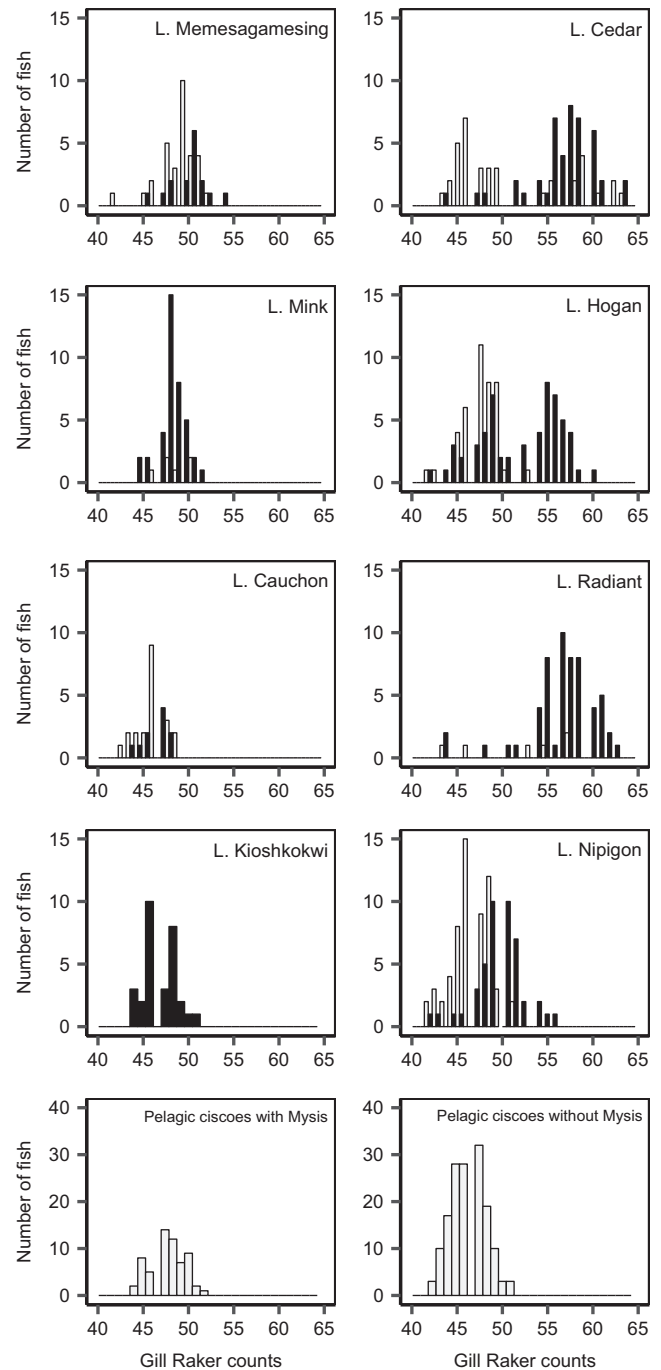 L. Memesagamesing
Number of fish
15
10
5
0
40 45 50 55 60 65
L. Cedar
15
10
5
0
40 45 50 55 60 65
L. Mink
Number of fish
15
10
5
0
40 45 50 55 60 65
L. Hogan
15
10
5
0
40 45 50 55 60 65
L. Cauchon
Number of fish
15
10
5
0
40 45 50 55 60 65
L. Radiant
15
10
5
0
40 45 50 55 60 65
L. Kioshkokwi
Number of fish
15
10
5
0
40 45 50 55 60 65
L. Nipigon
15
10
5
0
40 45 50 55 60 65
Pelagic ciscoes with Mysis
Number of fish
40
30
20
10
0
40 45 50 55 60 65
Gill Raker counts
Pelagic ciscoes without Mysis
40
30
20
10
0
40 45 50 55 60 65
Gill Raker counts